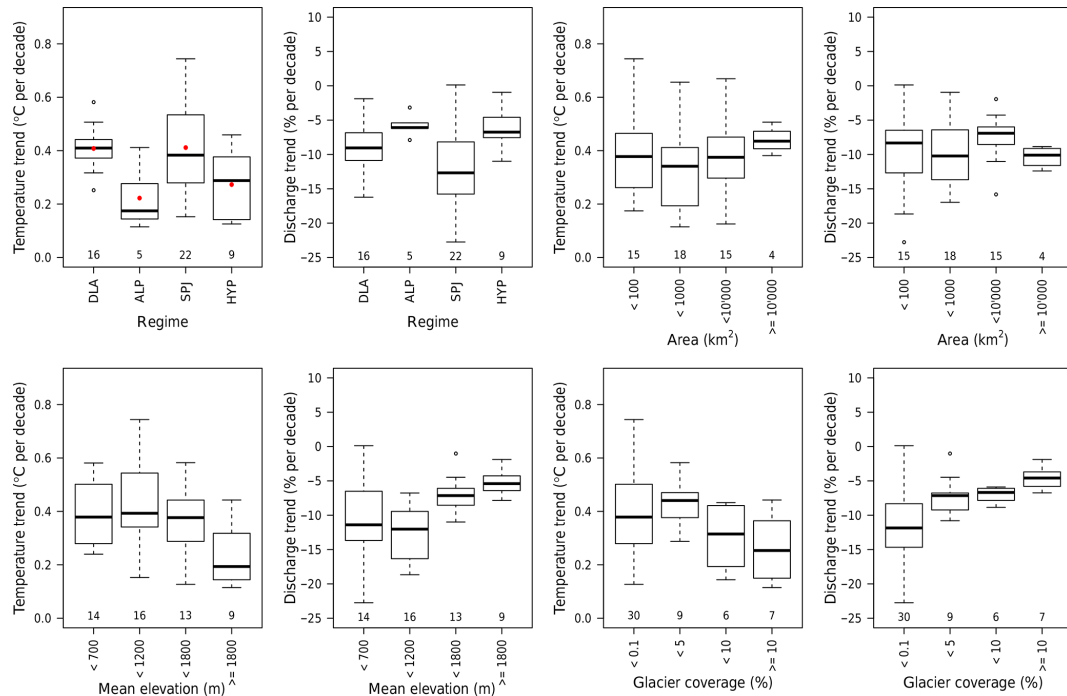 Temperature trend (°C per decade)
0.8
0.6
0.4
0.2
0.0
16 5 22 9
DLA ALP SPJ HYP
Regime
Discharge trend (% per decade)
10
5
0
−5
−10
−15
−20
−25
16 5 22 9
DLA ALP SPJ HYP
Regime
Temperature trend (°C per decade)
0.8
0.6
0.4
0.2
0.0
15 18 15 4
< 100 < 1000 <10'000 >= 10'000
Area (km²)
Discharge trend (% per decade)
10
5
0
−5
−10
−15
−20
−25
15 18 15 4
< 100 < 1000 <10'000 >= 10'000
Area (km²)
Temperature trend (°C per decade)
0.8
0.6
0.4
0.2
0.0
14 16 13 9
< 700 < 1200 < 1800 >= 1800
Mean elevation (m)
Discharge trend (% per decade)
10
5
0
−5
−10
−15
−20
−25
14 16 13 9
< 700 < 1200 < 1800 >= 1800
Mean elevation (m)
Temperature trend (°C per decade)
0.8
0.6
0.4
0.2
0.0
30 9 6 7
< 0.1 < 5 < 10 >= 10
Glacier coverage (%)
Discharge trend (% per decade)
10
5
0
−5
−10
−15
−20
−25
30 9 6 7
< 0.1 < 5 < 10 >= 10
Glacier coverage (%)